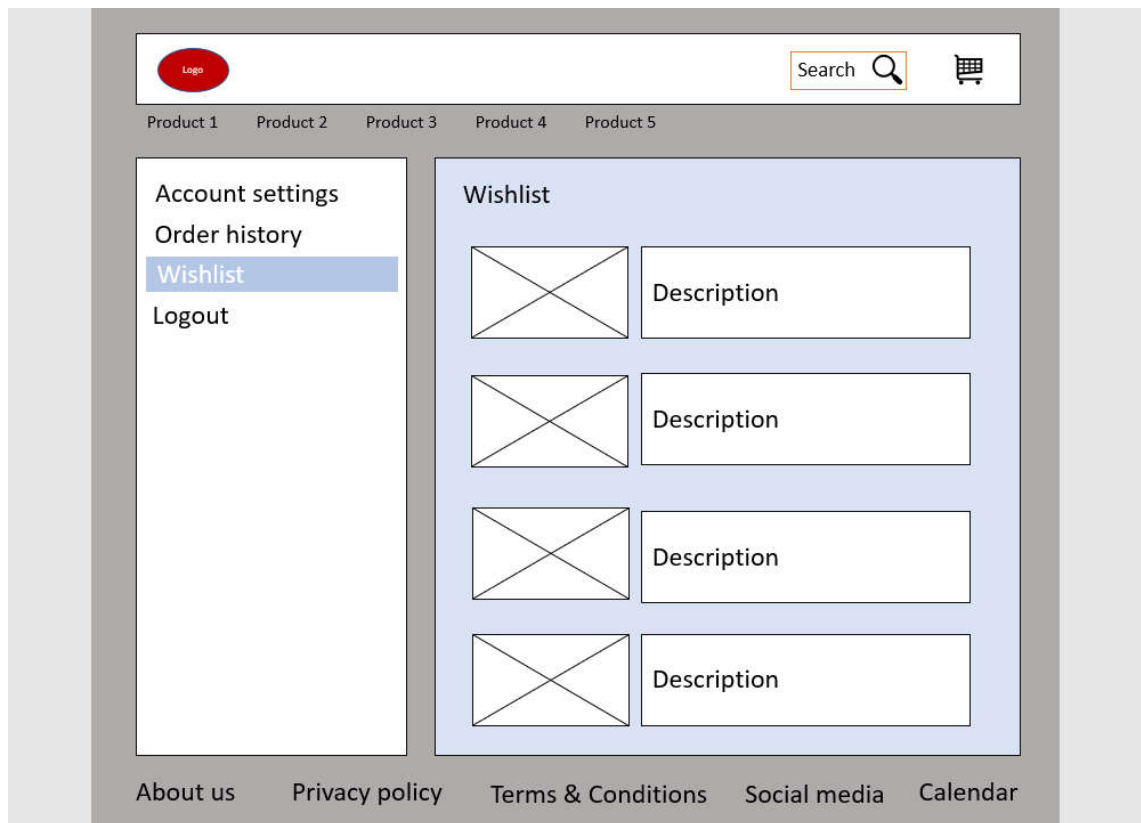 Logo
Search
Product 1 Product 2 Product 3 Product 4 Product 5
Account settings
Order history
Wishlist
Logout
Wishlist
Description
Description
Description
Description
About us Privacy policy Terms & Conditions Social media Calendar